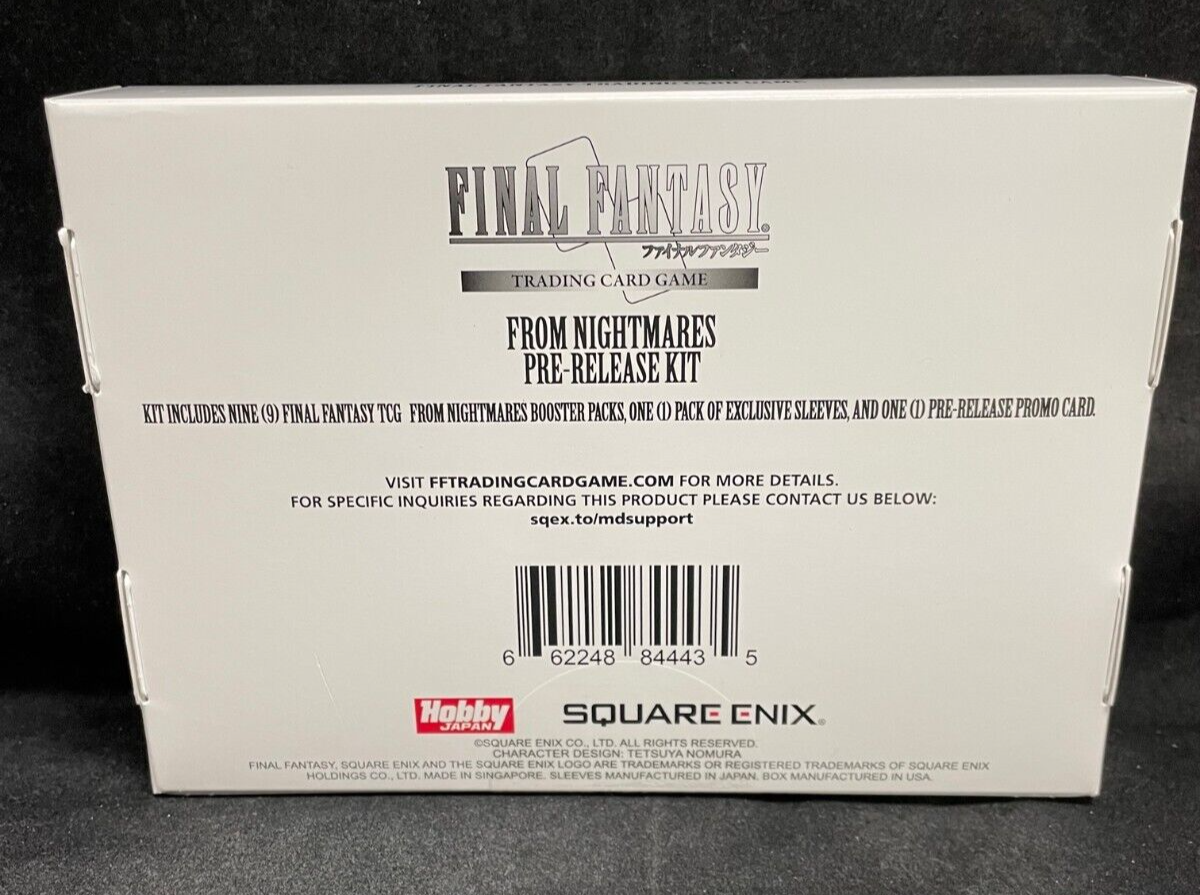 FINAL FANTASY TRADING CARD GAME
FINAL FANTASY®
ファイナルファンタジー
TRADING CARD GAME
FROM NIGHTMARES
PRE-RELEASE KIT
KIT INCLUDES NINE (9) FINAL FANTASY TCG FROM NIGHTMARES BOOSTER PACKS, ONE (1) PACK OF EXCLUSIVE SLEEVES, AND ONE (1) PRE-RELEASE PROMO CARD.
VISIT FFTRADINGCARDGAME.COM FOR MORE DETAILS.
FOR SPECIFIC INQUIRIES REGARDING THIS PRODUCT PLEASE CONTACT US BELOW:
sqex.to/mdsupport
6 62248 84443 5
Hobby JAPAN SQUARE ENIX®
©SQUARE ENIX CO., LTD. ALL RIGHTS RESERVED.
CHARACTER DESIGN: TETSUYA NOMURA
FINAL FANTASY, SQUARE ENIX AND THE SQUARE ENIX LOGO ARE TRADEMARKS OR REGISTERED TRADEMARKS OF SQUARE ENIX
HOLDINGS CO., LTD. MADE IN SINGAPORE. SLEEVES MANUFACTURED IN JAPAN. BOX MANUFACTURED IN USA.